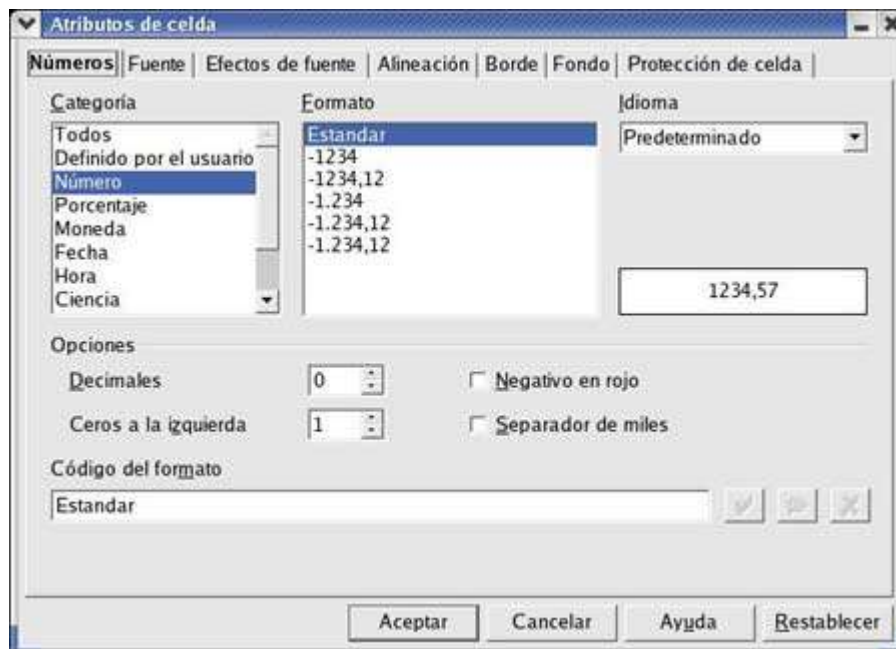 Atributos de celda
Números Fuente Efectos de fuente Alineación Borde Fondo Protección de celda
Categoría
Todos
Definido por el usuario
Número
Porcentaje
Moneda
Fecha
Hora
Ciencia
Formato
Estandar
-1234
-1234,12
-1.234
-1.234,12
-1.234,12
Idioma
Predeterminado
1234,57
Opciones
Decimales 0
Negativo en rojo
Ceros a la izquierda 1
Separador de miles
Código del formato
Estandar
Aceptar Cancelar Ayuda Restablecer